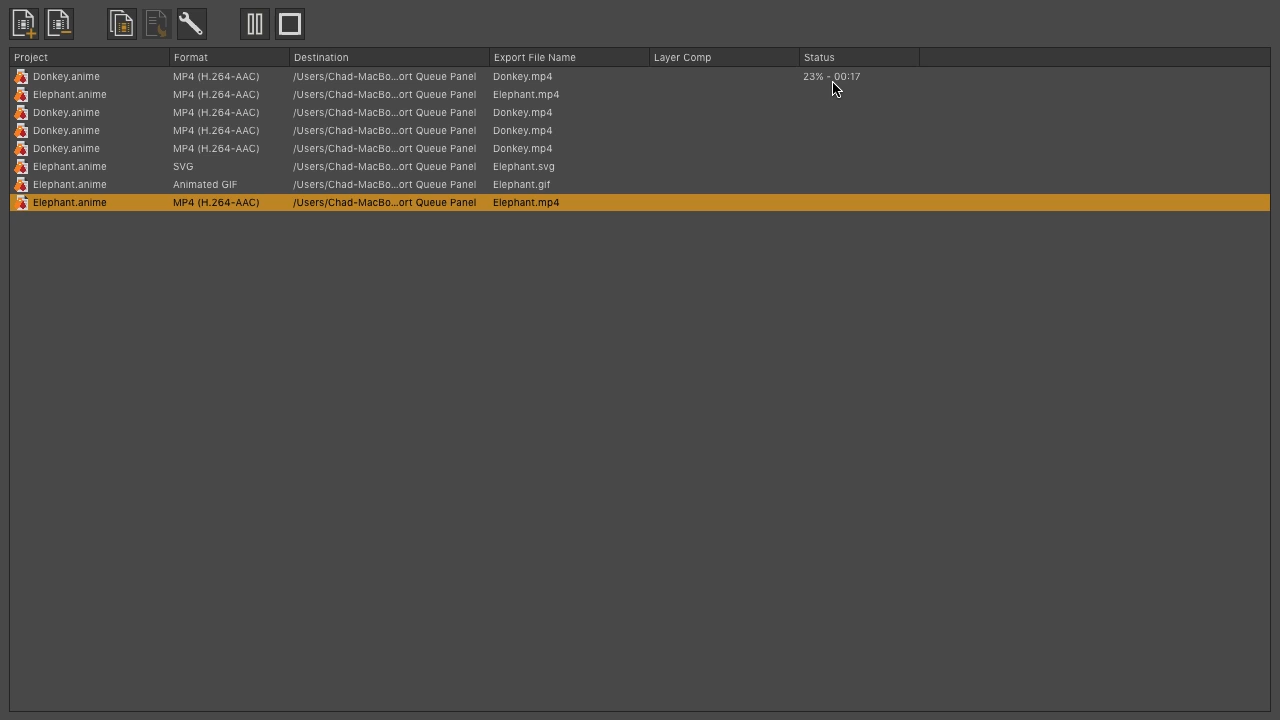 Project Format Destination Export File Name Layer Comp Status
Donkey.anime MP4 (H.264-AAC) /Users/Chad-MacBo...ort Queue Panel Donkey.mp4 23% - 00:17
Elephant.anime MP4 (H.264-AAC) /Users/Chad-MacBo...ort Queue Panel Elephant.mp4
Donkey.anime MP4 (H.264-AAC) /Users/Chad-MacBo...ort Queue Panel Donkey.mp4
Donkey.anime MP4 (H.264-AAC) /Users/Chad-MacBo...ort Queue Panel Donkey.mp4
Donkey.anime MP4 (H.264-AAC) /Users/Chad-MacBo...ort Queue Panel Donkey.mp4
Elephant.anime SVG /Users/Chad-MacBo...ort Queue Panel Elephant.svg
Elephant.anime Animated GIF /Users/Chad-MacBo...ort Queue Panel Elephant.gif
Elephant.anime MP4 (H.264-AAC) /Users/Chad-MacBo...ort Queue Panel Elephant.mp4